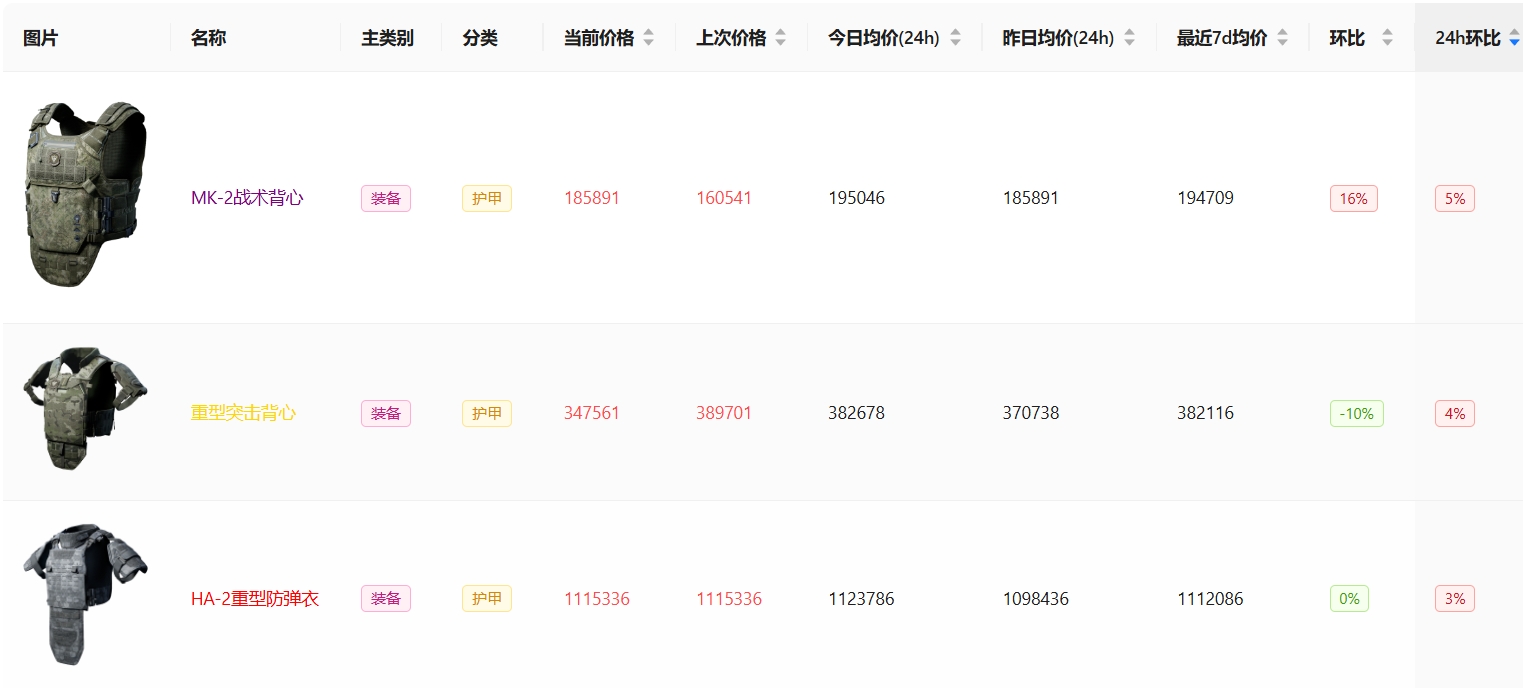 图片 名称 主类别 分类 当前价格 上次价格 今日均价(24h) 昨日均价(24h) 最近7d均价 环比 24h环比
MK-2战术背心 装备 护甲 185891 160541 195046 185891 194709 16% 5%
重型突击背心 装备 护甲 347561 389701 382678 370738 382116 -10% 4%
HA-2重型防弹衣 装备 护甲 1115336 1115336 1123786 1098436 1112086 0% 3%